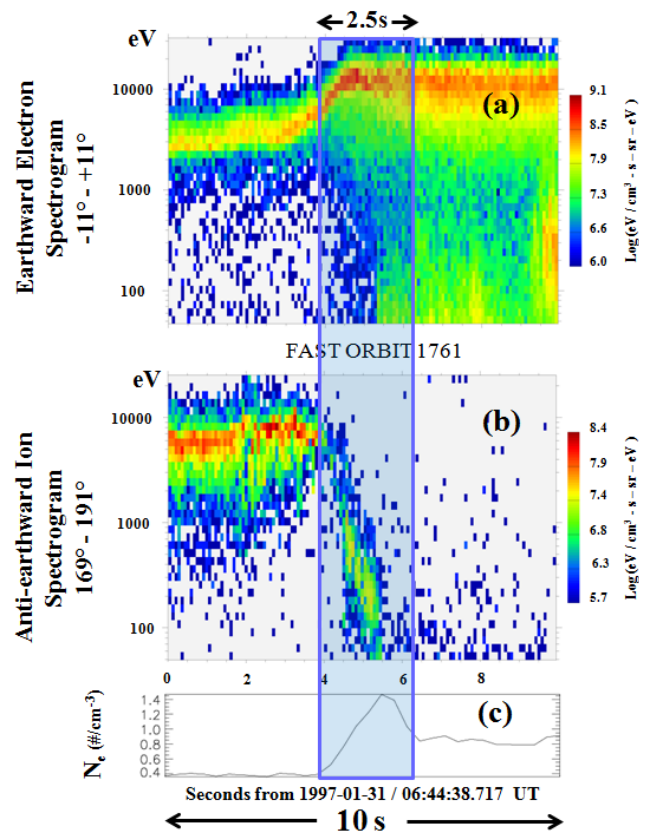 2.5s
eV
10000
1000
100
(a)
Earthward Electron
Spectrogram
-11° - +11°
9.1
8.5
7.9
7.3
6.6
6.0
Log(eV / cm³ - s – sr – eV )
FAST ORBIT 1761
eV
10000
1000
100
(b)
Anti-earthward Ion
Spectrogram
169° - 191°
8.4
7.9
7.4
6.8
6.3
5.7
Log(eV / cm³ - s – sr – eV )
0 2 4 6 8
1.4
1.2
1.0
0.8
0.6
0.4
(c)
Ne (#/cm-3)
Seconds from 1997-01-31 / 06:44:38.717 UT
10 s